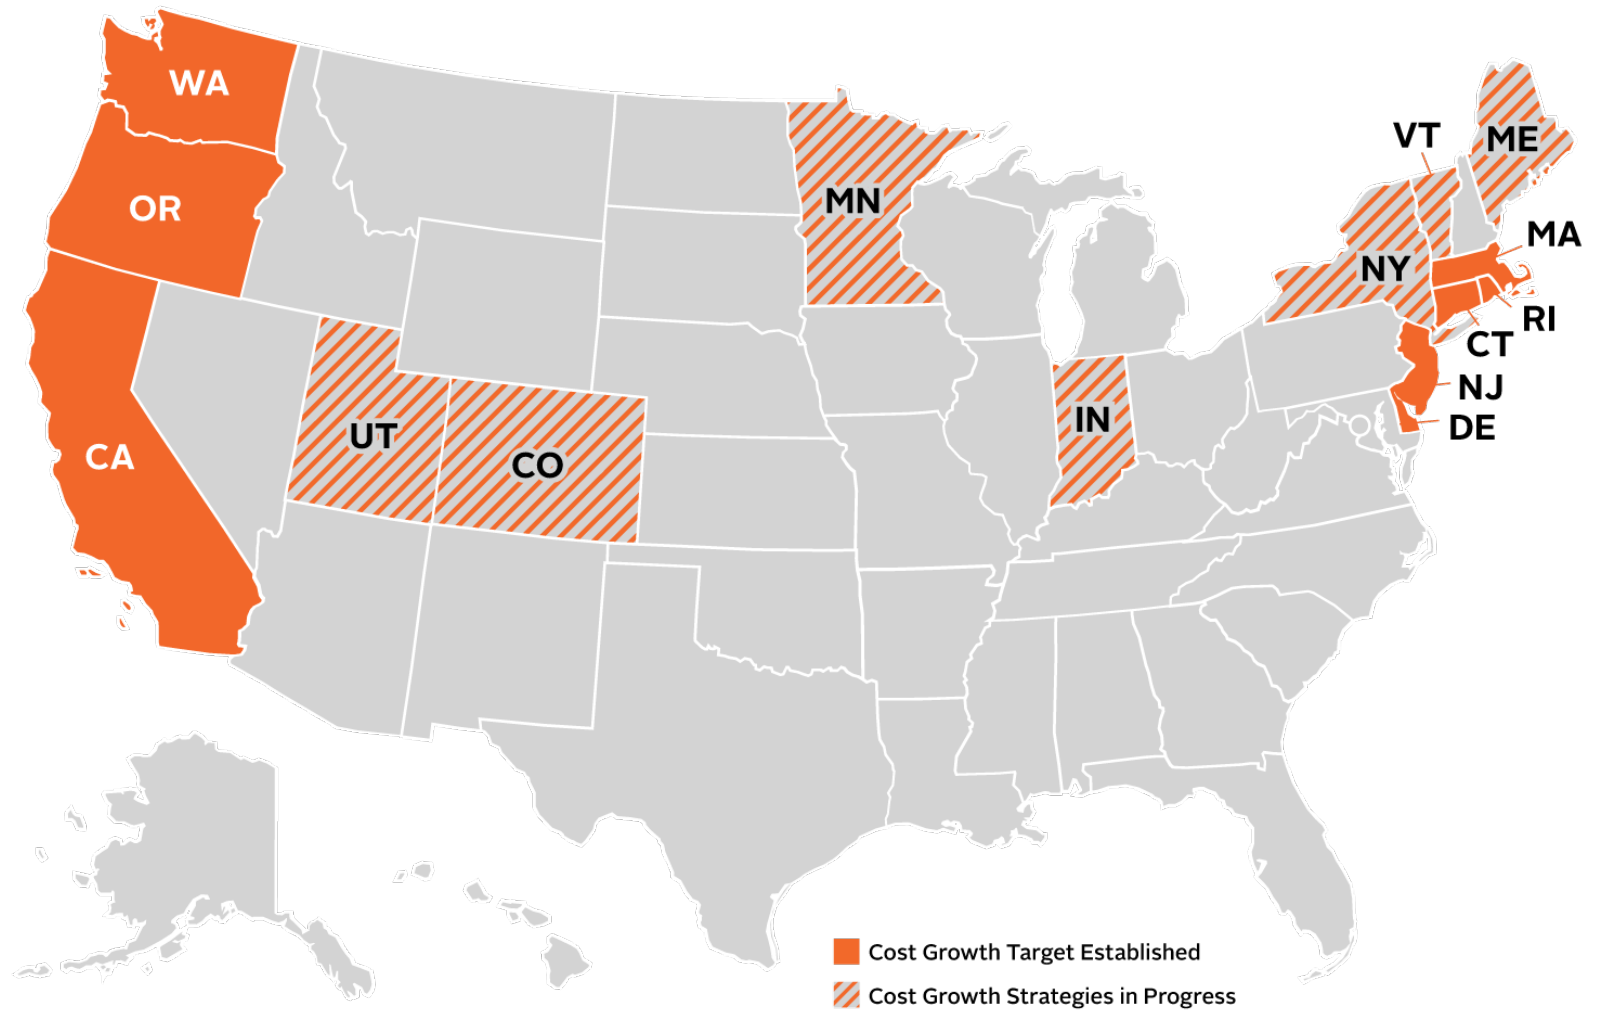 WA
VT
ME
OR
MN
MA
NY
RI
CT
NJ
IN
DE
UT
CO
CA
Cost Growth Target Established
Cost Growth Strategies in Progress